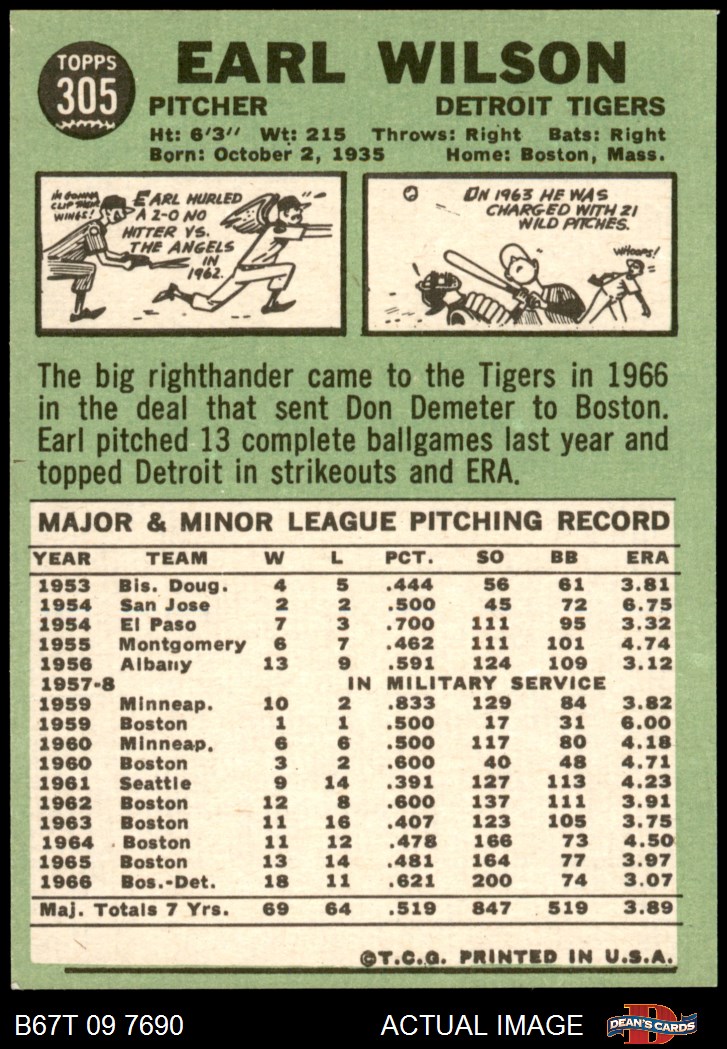 TOPPS
305
EARL WILSON
PITCHER DETROIT TIGERS
Ht: 6'3" Wt: 215 Throws: Right Bats: Right
Born: October 2, 1935 Home: Boston, Mass.
I'M GONNA
CLIP THEM
WINGS!
EARL HURLED
A 2-0 NO
HITTER VS.
THE ANGELS
IN
1962.
IN 1963 HE WAS
CHARGED WITH 21
WILD PITCHES.
WHOOPS!
The big righthander came to the Tigers in 1966
in the deal that sent Don Demeter to Boston.
Earl pitched 13 complete ballgames last year and
topped Detroit in strikeouts and ERA.
MAJOR & MINOR LEAGUE PITCHING RECORD
YEAR TEAM W L PCT. SO BB ERA
1953 Bis. Doug. 4 5 .444 56 61 3.81
1954 San Jose 2 2 .500 45 72 6.75
1954 El Paso 7 3 .700 111 95 3.32
1955 Montgomery 6 7 .462 111 101 4.74
1956 Albany 13 9 .591 124 109 3.12
1957-8 IN MILITARY SERVICE
1959 Minneap. 10 2 .833 129 84 3.82
1959 Boston 1 1 .500 17 31 6.00
1960 Minneap. 6 6 .500 117 80 4.18
1960 Boston 3 2 .600 40 48 4.71
1961 Seattle 9 14 .391 127 113 4.23
1962 Boston 12 8 .600 137 111 3.91
1963 Boston 11 16 .407 123 105 3.75
1964 Boston 11 12 .478 166 73 4.50
1965 Boston 13 14 .481 164 77 3.97
1966 Bos.-Det. 18 11 .621 200 74 3.07
Maj. Totals 7 Yrs. 69 64 .519 847 519 3.89
©T.C.G. PRINTED IN U.S.A.
B67T 09 7690 ACTUAL IMAGE D DEAN'S CARDS